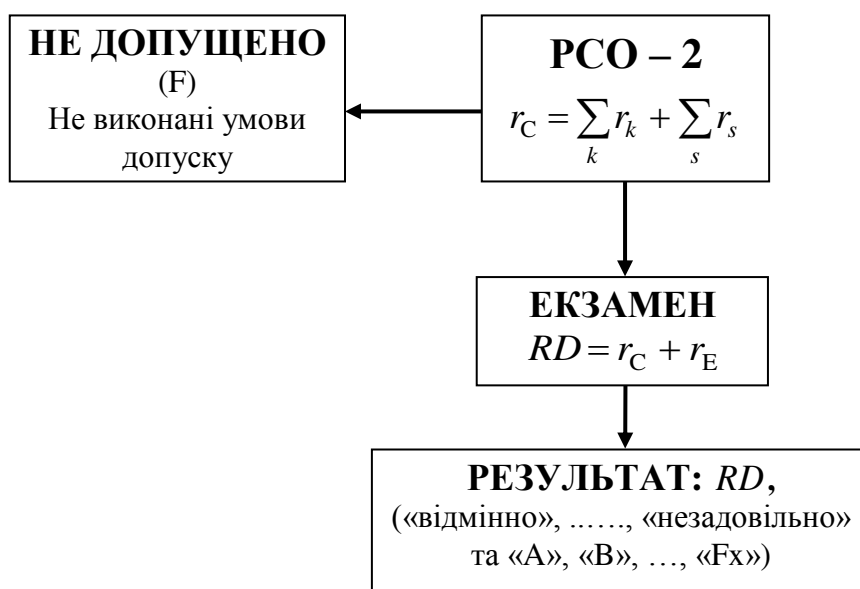 НЕ ДОПУЩЕНО
(F)
Не виконані умови
допуску
РСО – 2
r_C = ∑_k r_k + ∑_s r_s
ЕКЗАМЕН
RD = r_C + r_E
РЕЗУЛЬТАТ: RD,
(«відмінно», ..…., «незадовільно»
та «A», «B», …, «Fx»)